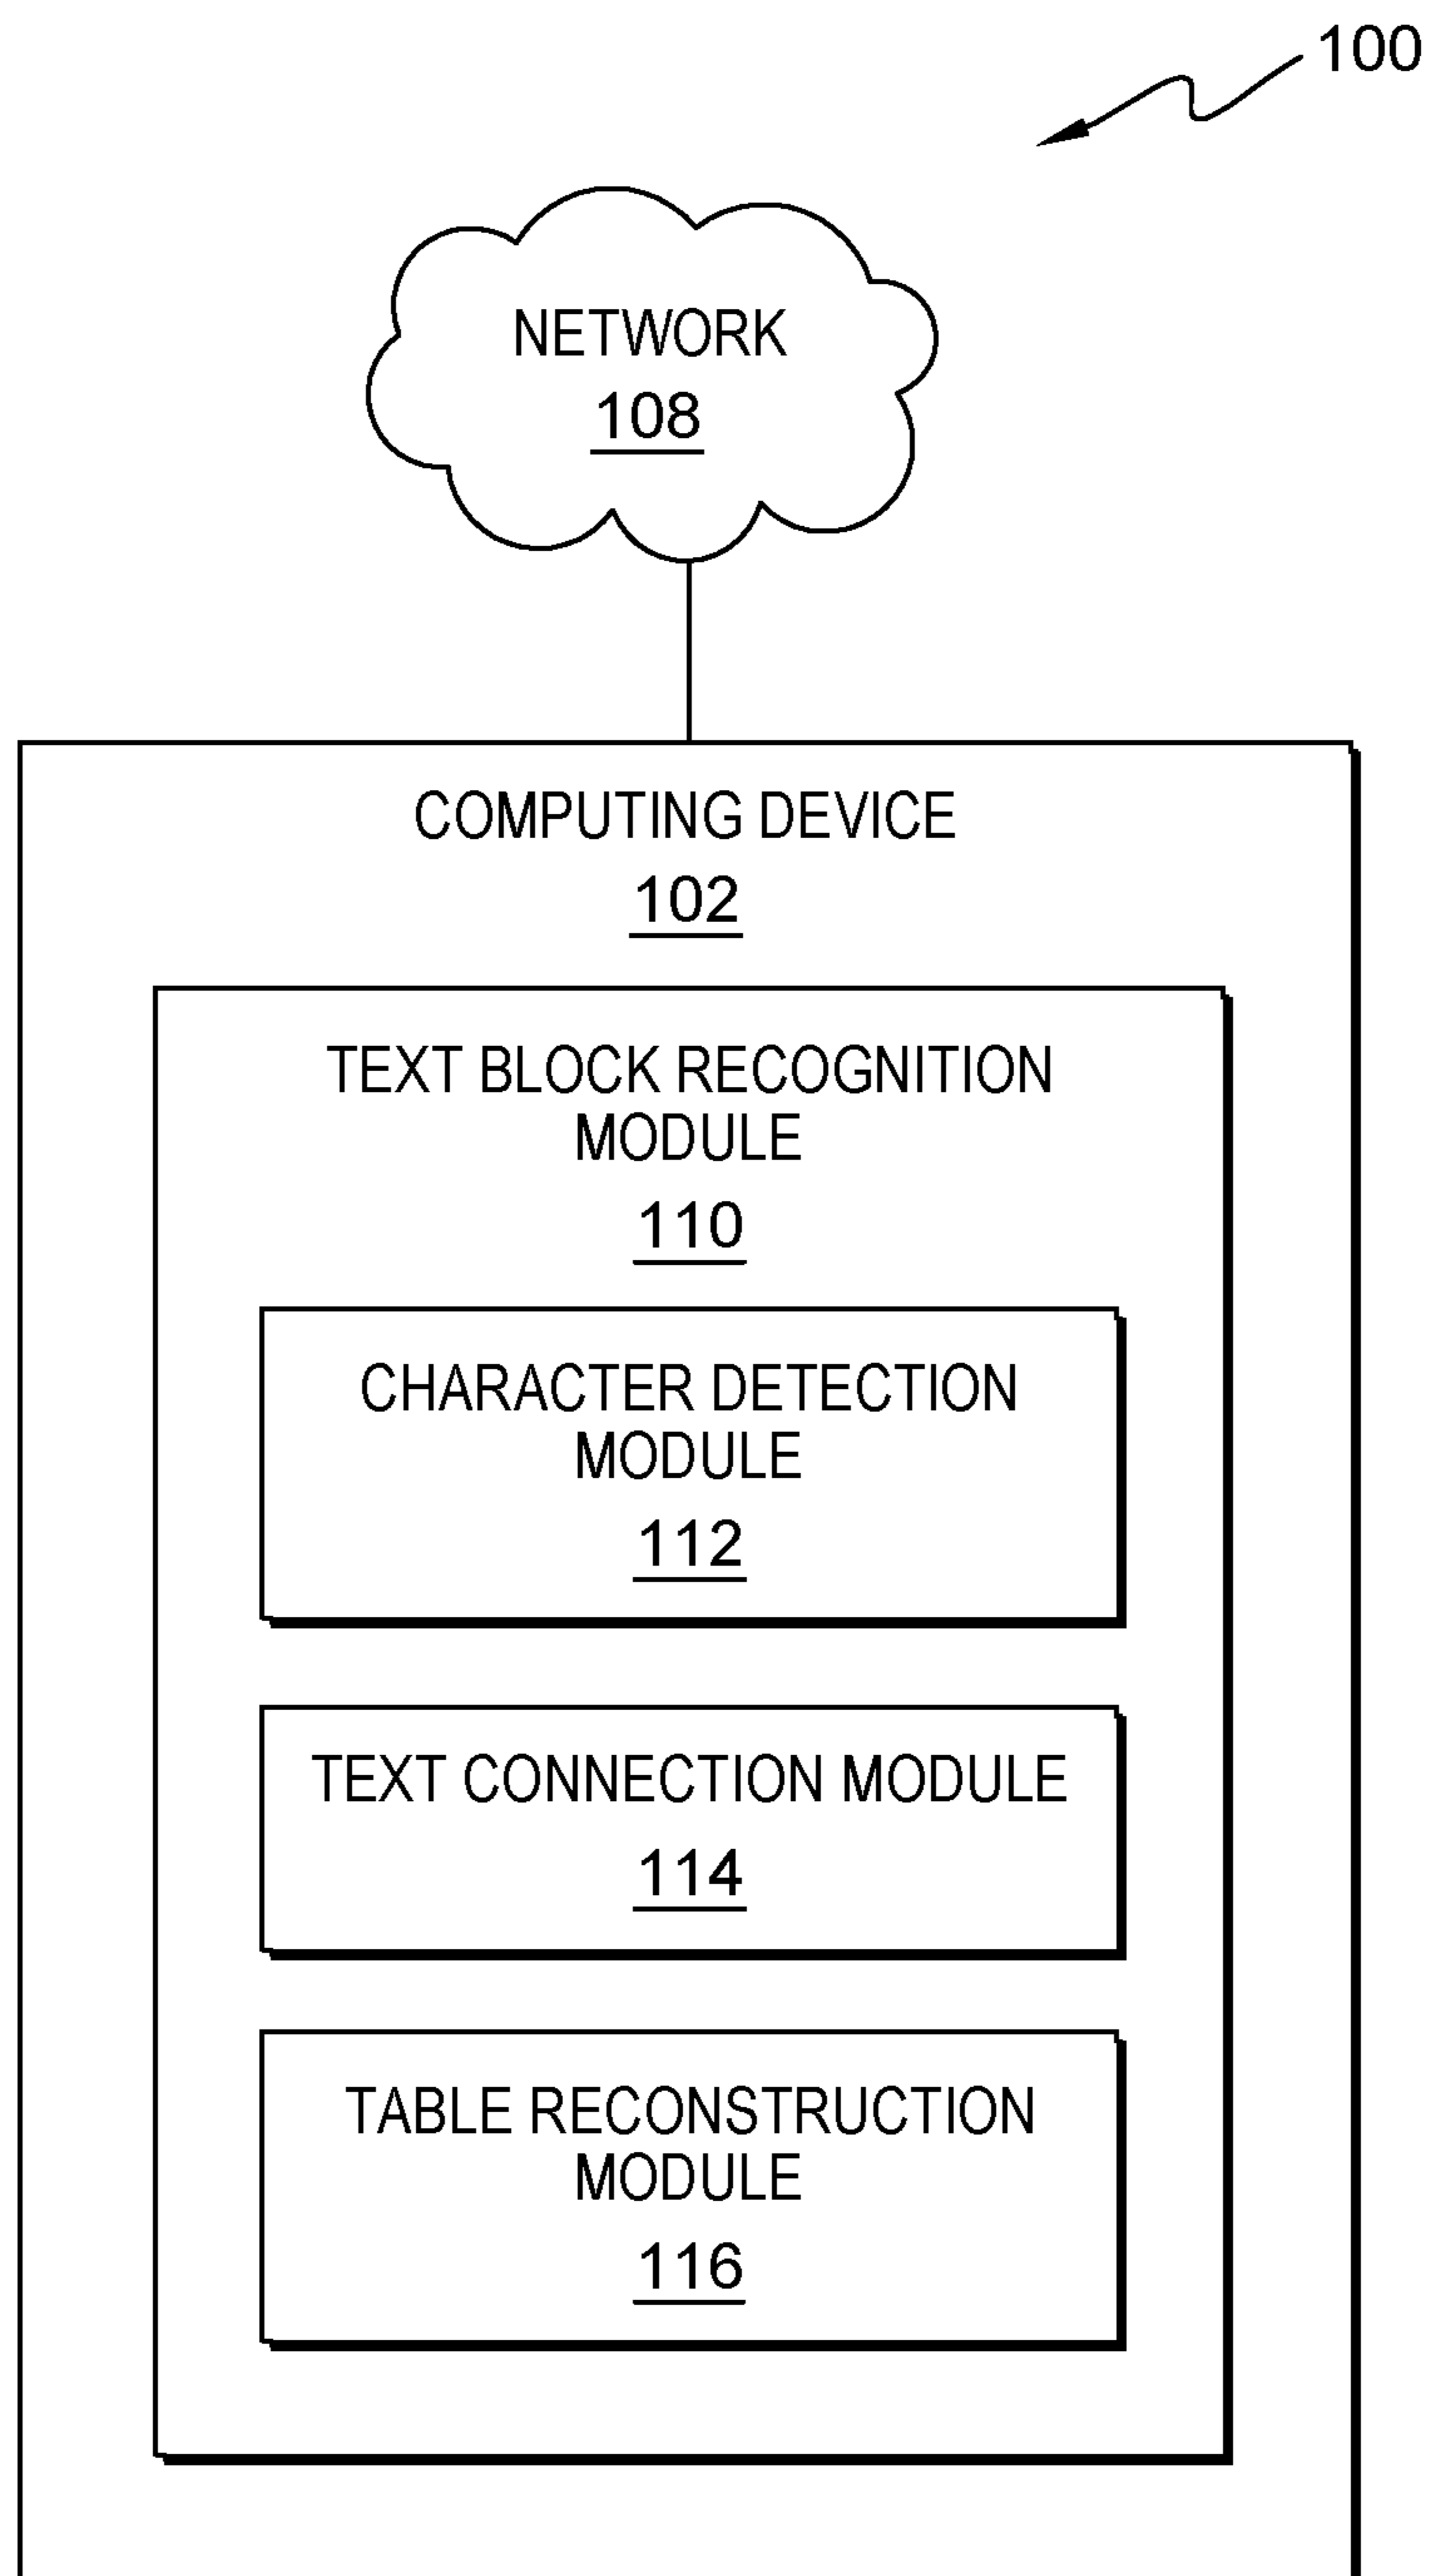 100
NETWORK
108
COMPUTING DEVICE
102
TEXT BLOCK RECOGNITION
MODULE
110
CHARACTER DETECTION
MODULE
112
TEXT CONNECTION MODULE
114
TABLE RECONSTRUCTION
MODULE
116